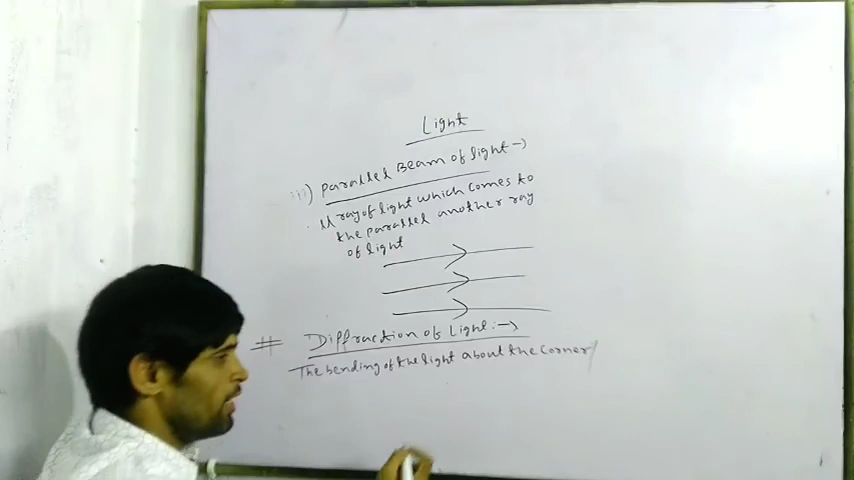 Light
iii) Parallel Beam of light →
ray of light which comes to
the parallel another ray
of light
# Diffraction of Light :→
The bending of the light about the Corner/